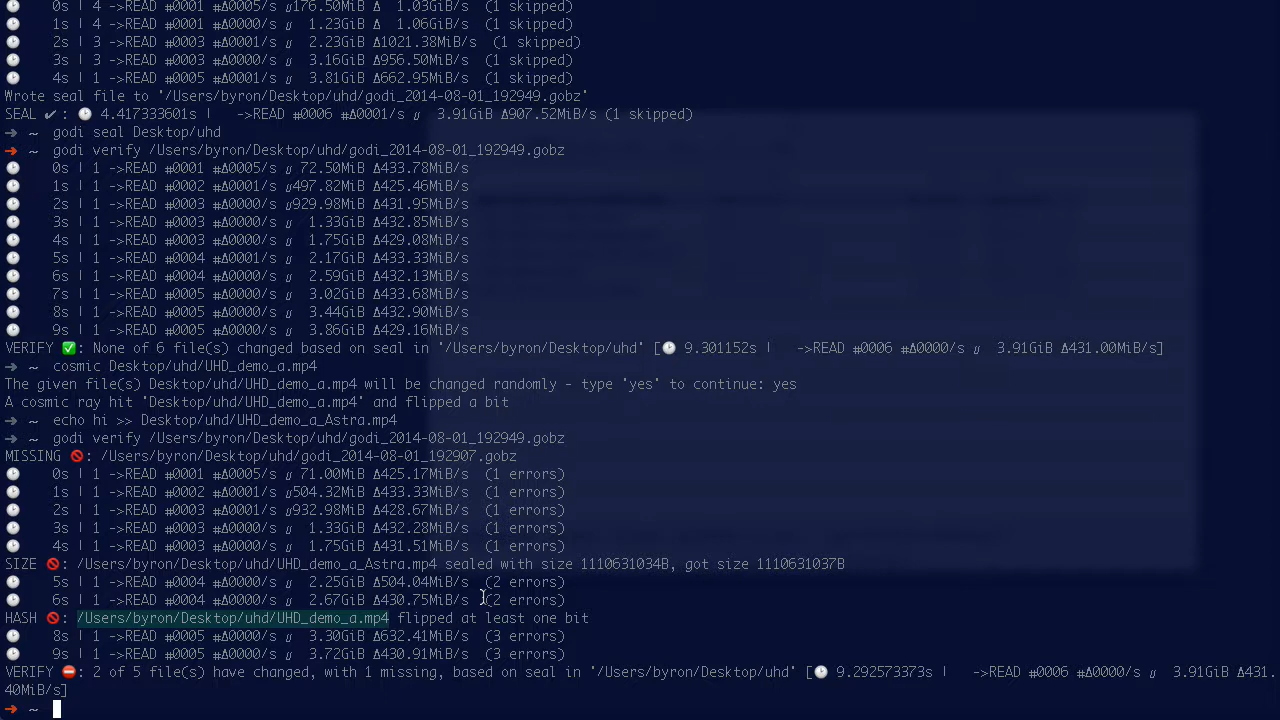 0s | 4 ->READ #0001 #Δ0005/s ᔑ176.50MiB Δ  1.03GiB/s (1 skipped)
1s | 4 ->READ #0001 #Δ0000/s ᔑ  1.23GiB Δ  1.06GiB/s (1 skipped)
2s | 3 ->READ #0003 #Δ0001/s ᔑ  2.23GiB Δ1021.38MiB/s (1 skipped)
3s | 3 ->READ #0003 #Δ0000/s ᔑ  3.16GiB Δ956.50MiB/s (1 skipped)
4s | 1 ->READ #0005 #Δ0001/s ᔑ  3.81GiB Δ662.95MiB/s (1 skipped)
Wrote seal file to '/Users/byron/Desktop/uhd/godi_2014-08-01_192949.gobz'
SEAL ✔: 🕑 4.417333601s |   ->READ #0006 #Δ0001/s ᔑ  3.91GiB Δ907.52MiB/s (1 skipped)
➜ ~ godi seal Desktop/uhd
➜ ~ godi verify /Users/byron/Desktop/uhd/godi_2014-08-01_192949.gobz
0s | 1 ->READ #0001 #Δ0005/s ᔑ 72.50MiB Δ433.78MiB/s
1s | 1 ->READ #0002 #Δ0001/s ᔑ497.82MiB Δ425.46MiB/s
2s | 1 ->READ #0003 #Δ0000/s ᔑ929.98MiB Δ431.95MiB/s
3s | 1 ->READ #0003 #Δ0000/s ᔑ  1.33GiB Δ432.85MiB/s
4s | 1 ->READ #0003 #Δ0000/s ᔑ  1.75GiB Δ429.08MiB/s
5s | 1 ->READ #0004 #Δ0001/s ᔑ  2.17GiB Δ433.33MiB/s
6s | 1 ->READ #0004 #Δ0000/s ᔑ  2.59GiB Δ432.13MiB/s
7s | 1 ->READ #0005 #Δ0000/s ᔑ  3.02GiB Δ433.68MiB/s
8s | 1 ->READ #0005 #Δ0000/s ᔑ  3.44GiB Δ432.90MiB/s
9s | 1 ->READ #0005 #Δ0000/s ᔑ  3.86GiB Δ429.16MiB/s
VERIFY ✅: None of 6 file(s) changed based on seal in '/Users/byron/Desktop/uhd' [🕑 9.301152s |   ->READ #0006 #Δ0000/s ᔑ  3.91GiB Δ431.00MiB/s]
➜ ~ cosmic Desktop/uhd/UHD_demo_a.mp4
The given file(s) Desktop/uhd/UHD_demo_a.mp4 will be changed randomly - type 'yes' to continue: yes
A cosmic ray hit 'Desktop/uhd/UHD_demo_a.mp4' and flipped a bit
➜ ~ echo hi >> Desktop/uhd/UHD_demo_a_Astra.mp4
➜ ~ godi verify /Users/byron/Desktop/uhd/godi_2014-08-01_192949.gobz
MISSING 🚫: /Users/byron/Desktop/uhd/godi_2014-08-01_192907.gobz
0s | 1 ->READ #0001 #Δ0005/s ᔑ 71.00MiB Δ425.17MiB/s (1 errors)
1s | 1 ->READ #0002 #Δ0001/s ᔑ504.32MiB Δ433.33MiB/s (1 errors)
2s | 1 ->READ #0003 #Δ0001/s ᔑ932.98MiB Δ428.67MiB/s (1 errors)
3s | 1 ->READ #0003 #Δ0000/s ᔑ  1.33GiB Δ432.28MiB/s (1 errors)
4s | 1 ->READ #0003 #Δ0000/s ᔑ  1.75GiB Δ431.51MiB/s (1 errors)
SIZE 🚫: /Users/byron/Desktop/uhd/UHD_demo_a_Astra.mp4 sealed with size 1110631034B, got size 1110631037B
5s | 1 ->READ #0004 #Δ0001/s ᔑ  2.25GiB Δ504.04MiB/s (2 errors)
6s | 1 ->READ #0004 #Δ0000/s ᔑ  2.67GiB Δ430.75MiB/s (2 errors)
HASH 🚫: /Users/byron/Desktop/uhd/UHD_demo_a.mp4 flipped at least one bit
8s | 1 ->READ #0005 #Δ0000/s ᔑ  3.30GiB Δ632.41MiB/s (3 errors)
9s | 1 ->READ #0005 #Δ0000/s ᔑ  3.72GiB Δ430.91MiB/s (3 errors)
VERIFY ⛔: 2 of 5 file(s) have changed, with 1 missing, based on seal in '/Users/byron/Desktop/uhd' [🕑 9.292573373s |   ->READ #0006 #Δ0000/s ᔑ  3.91GiB Δ431.
40MiB/s]
➜ ~